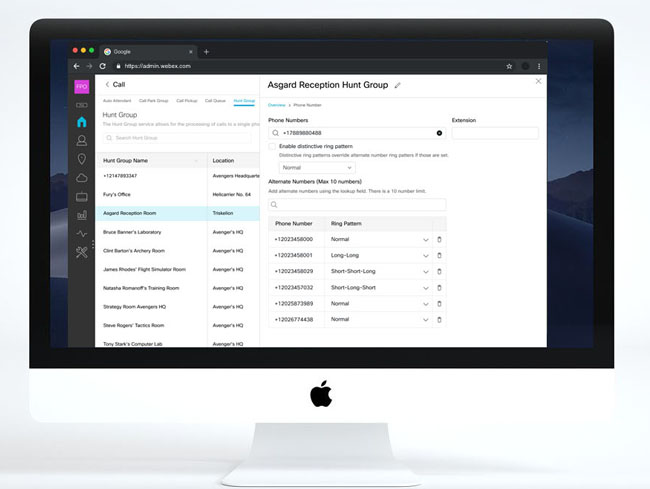 Google
https://admin.webex.com
FPO
Call
Auto Attendant Call Park Group Call Pickup Call Queue Hunt Group
Hunt Group
The Hunt Group service allows for the processing of calls to a single pho
Search Hunt Group
Hunt Group Name Location
+12147893347 Avengers Headquarte
Fury's Office Helicarrier No. 64
Asgard Reception Room Triskelion
Bruce Banner's Laboratory Avenger's HQ
Clint Barton's Archery Room Avenger's HQ
James Rhodes' Flight Simulator Room Avenger's HQ
Natasha Romanoff's Training Room Avenger's HQ
Strategy Room Avengers HQ Avenger's HQ
Steve Rogers' Tactics Room Avenger's HQ
Tony Stark's Computer Lab Avenger's HQ
Asgard Reception Hunt Group
Overview > Phone Number
Phone Numbers Extension
+17889880488
Enable distinctive ring pattern
Distinctive ring patterns override alternate number ring pattern if those are set.
Normal
Alternate Numbers (Max 10 numbers)
Add alternate numbers using the lookup field. There is a 10 number limit.
Phone Number Ring Pattern
+12023458000 Normal
+12023458001 Long-Long
+12023458029 Short-Short-Long
+12023457032 Short-Long-Short
+12025873989 Normal
+12026774438 Normal